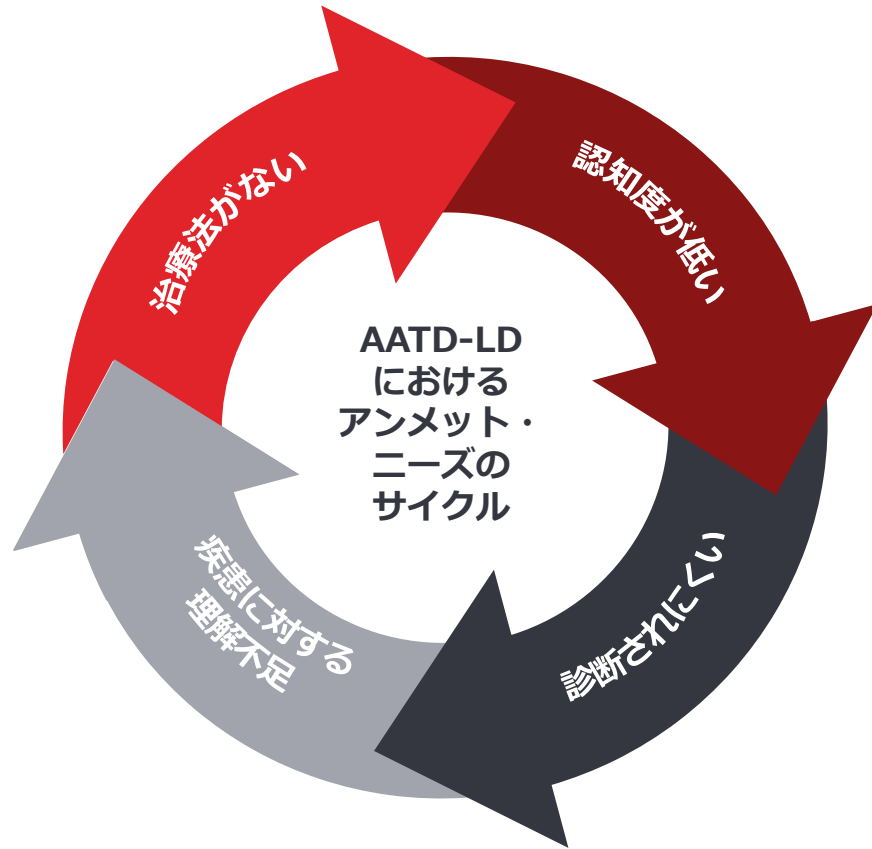 治療法がない
認知度が低い
AATD-LD
における
アンメット・
ニーズの
サイクル
診断されにくい
疾患に対する
理解不足